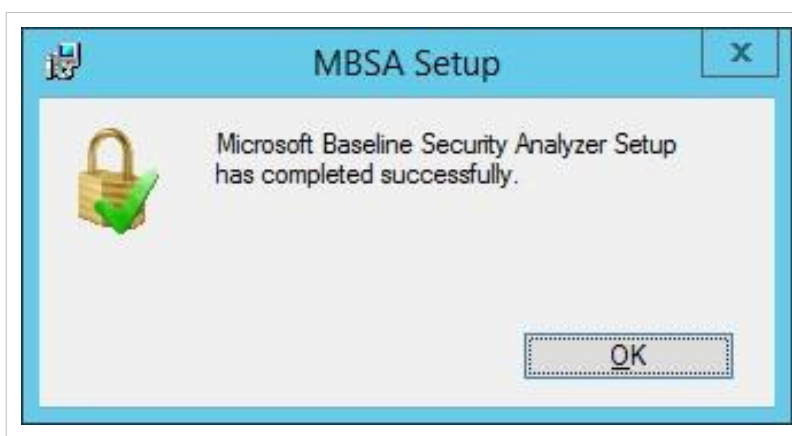 MBSA Setup
x
Microsoft Baseline Security Analyzer Setup
has completed successfully.
OK